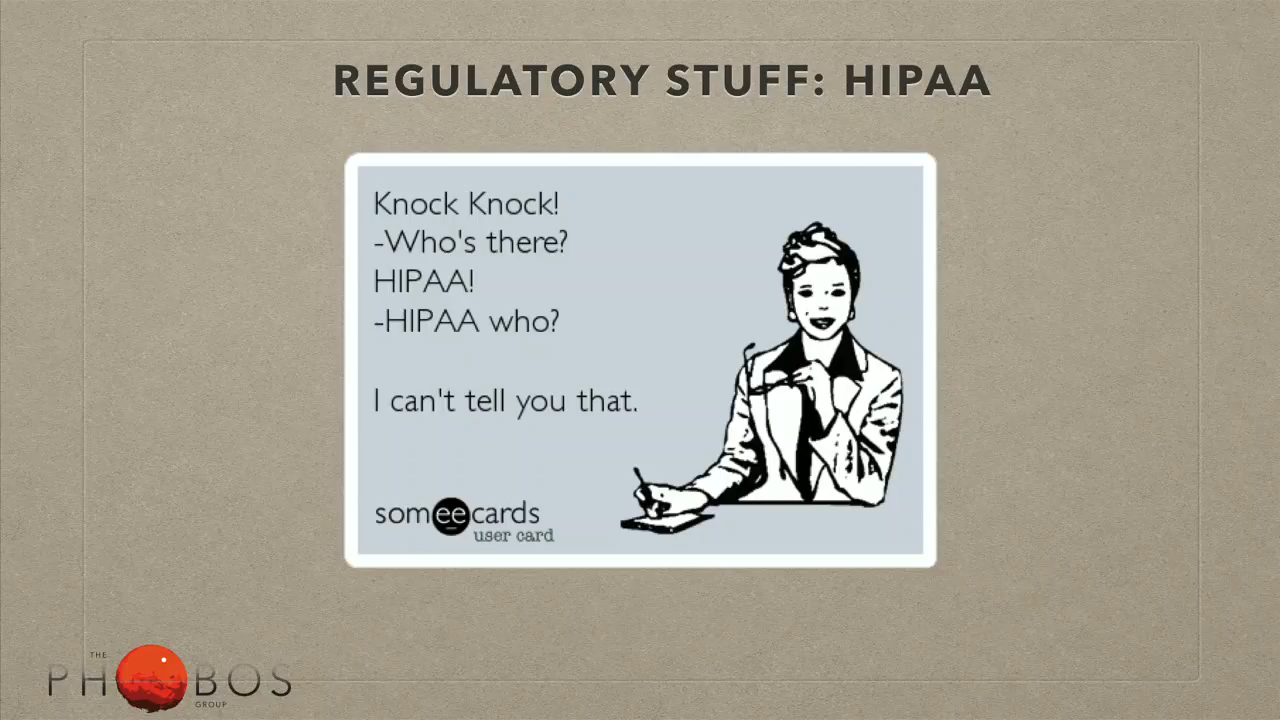 REGULATORY STUFF: HIPAA
Knock Knock!
-Who's there?
HIPAA!
-HIPAA who?
I can't tell you that.
someecards
user card
THE
PHOBOS
GROUP